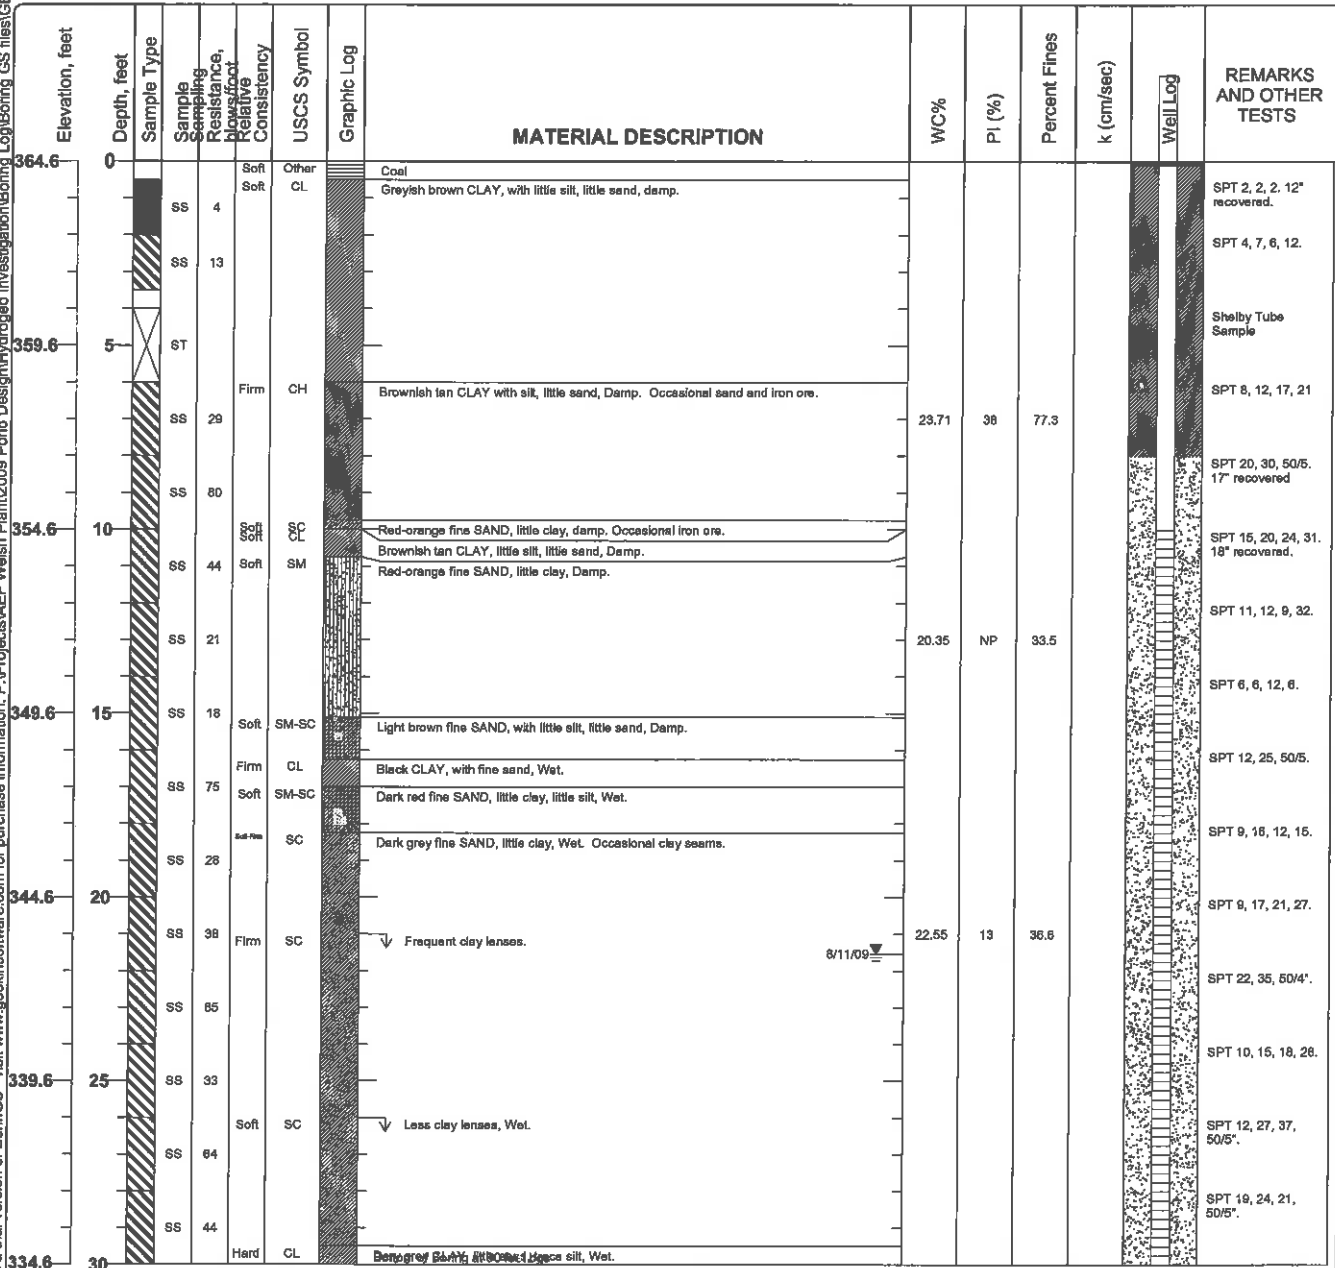 Elevation, feet
Depth, feet
Sample Type
Sample
Sampling
Resistance,
blows/foot
Relative
Consistency
USCS Symbol
Graphic Log
MATERIAL DESCRIPTION
WC%
PI (%)
Percent Fines
k (cm/sec)
Well Log
REMARKS
AND OTHER
TESTS
364.6 0 Soft Other Coal
Soft CL Greyish brown CLAY, with little silt, little sand, damp.
SS 4 SPT 2, 2, 2. 12"
recovered.
SS 13 SPT 4, 7, 6, 12.
Shelby Tube
Sample
359.6 5 ST
Firm CH Brownish tan CLAY with silt, little sand, Damp. Occasional sand and iron ore. SPT 8, 12, 17, 21
SS 29 23.71 38 77.3
SPT 20, 30, 50/5.
17" recovered
SS 80
354.6 10 Soft SC Red-orange fine SAND, little clay, damp. Occasional iron ore.
Soft CL Brownish tan CLAY, little silt, little sand, Damp.
SPT 15, 20, 24, 31.
18" recovered.
SS 44 Soft SM Red-orange fine SAND, little clay, Damp.
SPT 11, 12, 9, 32.
SS 21 20.35 NP 33.5
SPT 6, 6, 12, 6.
349.6 15 SS 18
Soft SM-SC Light brown fine SAND, with little silt, little sand, Damp.
SPT 12, 25, 50/5.
Firm CL Black CLAY, with fine sand, Wet.
SS 75
Soft SM-SC Dark red fine SAND, little clay, little silt, Wet.
SPT 9, 16, 12, 15.
SC Dark grey fine SAND, little clay, Wet. Occasional clay seams.
SS 28
344.6 20 SPT 9, 17, 21, 27.
SS 38 22.55 13 36.6
Firm SC Frequent clay lenses.
8/11/09
SPT 22, 35, 50/4".
SS 85
SPT 10, 15, 18, 26.
339.6 25 SS 33
Soft SC Less clay lenses, Wet.
SPT 12, 27, 37,
50/5".
SS 64
SPT 19, 24, 21,
50/5".
SS 44
Hard CL silt, Wet.
334.6 30